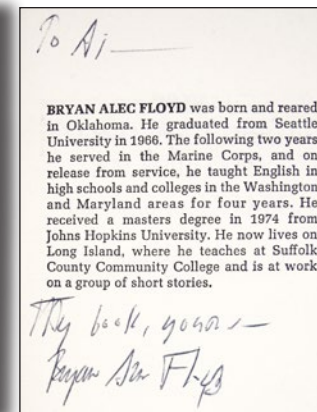 To Ai
BRYAN ALEC FLOYD was born and reared
in Oklahoma. He graduated from Seattle
University in 1966. The following two years
he served in the Marine Corps, and on
release from service, he taught English in
high schools and colleges in the Washington
and Maryland areas for four years. He
received a masters degree in 1974 from
Johns Hopkins University. He now lives on
Long Island, where he teaches at Suffolk
County Community College and is at work
on a group of short stories.
My book, yours—
Bryan Alec Floyd